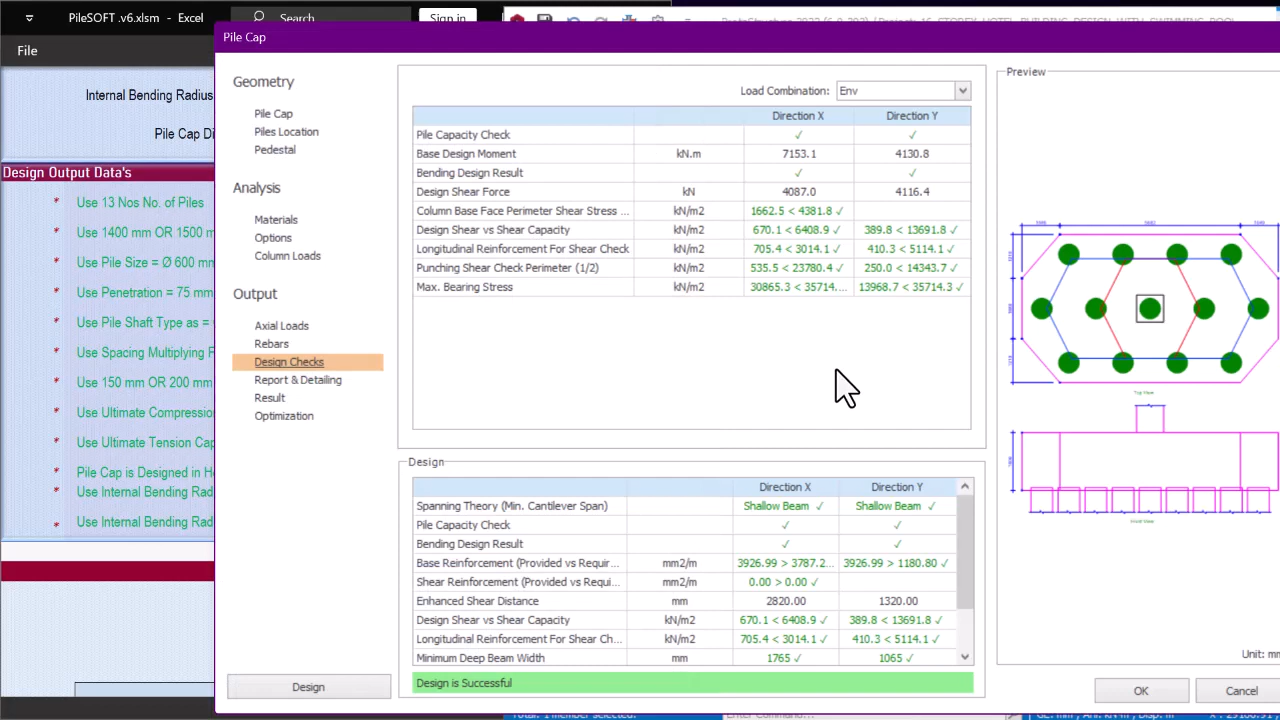 PileSOFT v6.xlsm - Excel
Search
Sign in
File
Pile Cap
Internal Bending Radius
Pile Cap Di
Design Output Data's
* Use 13 Nos No. of Piles
* Use 1400 mm OR 1500 m
* Use Pile Size = Ø 600 mm
* Use Penetration = 75 mm
* Use Pile Shaft Type as =
* Use Spacing Multiplying F
* Use 150 mm OR 200 mm
* Use Ultimate Compression
* Use Ultimate Tension Cap
* Pile Cap is Designed in He
* Use Internal Bending Rad
* Use Internal Bending Rad
Geometry
Pile Cap
Piles Location
Pedestal
Analysis
Materials
Options
Column Loads
Output
Axial Loads
Rebars
Design Checks
Report & Detailing
Result
Optimization
Design
Load Combination: Env
Direction X Direction Y
Pile Capacity Check ✓ ✓
Base Design Moment kN.m 7153.1 4130.8
Bending Design Result ✓ ✓
Design Shear Force kN 4087.0 4116.4
Column Base Face Perimeter Shear Stress ... kN/m2 1662.5 < 4381.8 ✓
Design Shear vs Shear Capacity kN/m2 670.1 < 6408.9 ✓ 389.8 < 13691.8 ✓
Longitudinal Reinforcement For Shear Check kN/m2 705.4 < 3014.1 ✓ 410.3 < 5114.1 ✓
Punching Shear Check Perimeter (1/2) kN/m2 535.5 < 23780.4 ✓ 250.0 < 14343.7 ✓
Max. Bearing Stress kN/m2 30865.3 < 35714.... 13968.7 < 35714.3 ✓
Design
Direction X Direction Y
Spanning Theory (Min. Cantilever Span) Shallow Beam ✓ Shallow Beam ✓
Pile Capacity Check ✓ ✓
Bending Design Result ✓ ✓
Base Reinforcement (Provided vs Requir... mm2/m 3926.99 > 3787.2... 3926.99 > 1180.80 ✓
Shear Reinforcement (Provided vs Requi... mm2/m 0.00 > 0.00 ✓
Enhanced Shear Distance mm 2820.00 1320.00
Design Shear vs Shear Capacity kN/m2 670.1 < 6408.9 ✓ 389.8 < 13691.8 ✓
Longitudinal Reinforcement For Shear Ch... kN/m2 705.4 < 3014.1 ✓ 410.3 < 5114.1 ✓
Minimum Deep Beam Width mm 1765 ✓ 1065 ✓
Design is Successful
Preview
Top View
Front View
Unit: mm
OK
Cancel
Total: 1 member selected.
Enter Command...